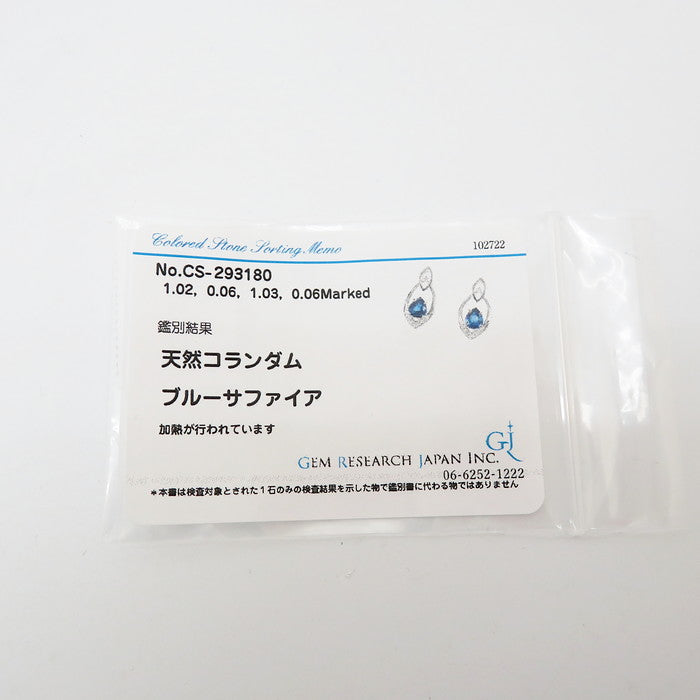 Colored Stone Sorting Memo
102722
No.CS-293180
1.02, 0.06, 1.03, 0.06Marked
鑑別結果
天然コランダム
ブルーサファイア
加熱が行われています
GJ
GEM RESEARCH JAPAN INC.
06-6252-1222
*本書は検査対象とされた1石のみの検査結果を示した物で鑑別書に代わる物ではありません